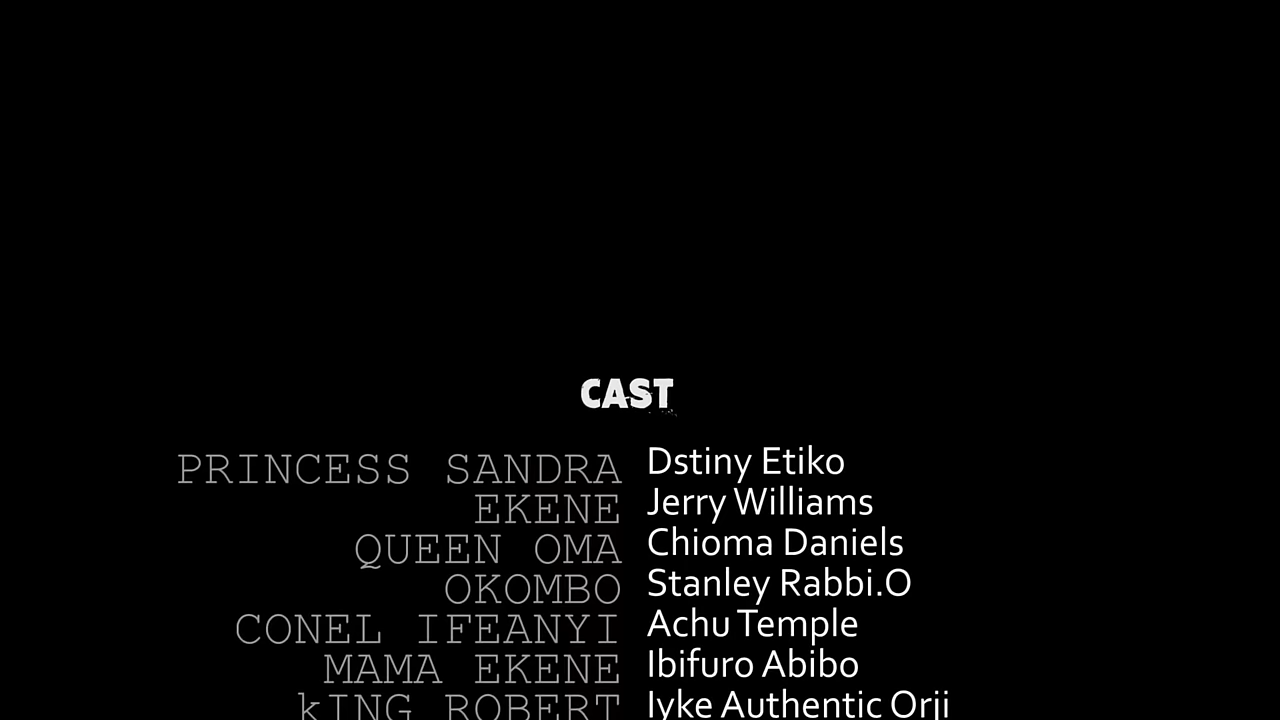 CAST
PRINCESS SANDRA Dstiny Etiko
EKENE Jerry Williams
QUEEN OMA Chioma Daniels
OKOMBO Stanley Rabbi.O
CONEL IFEANYI Achu Temple
MAMA EKENE Ibifuro Abibo
kING ROBERT Iyke Authentic Orji